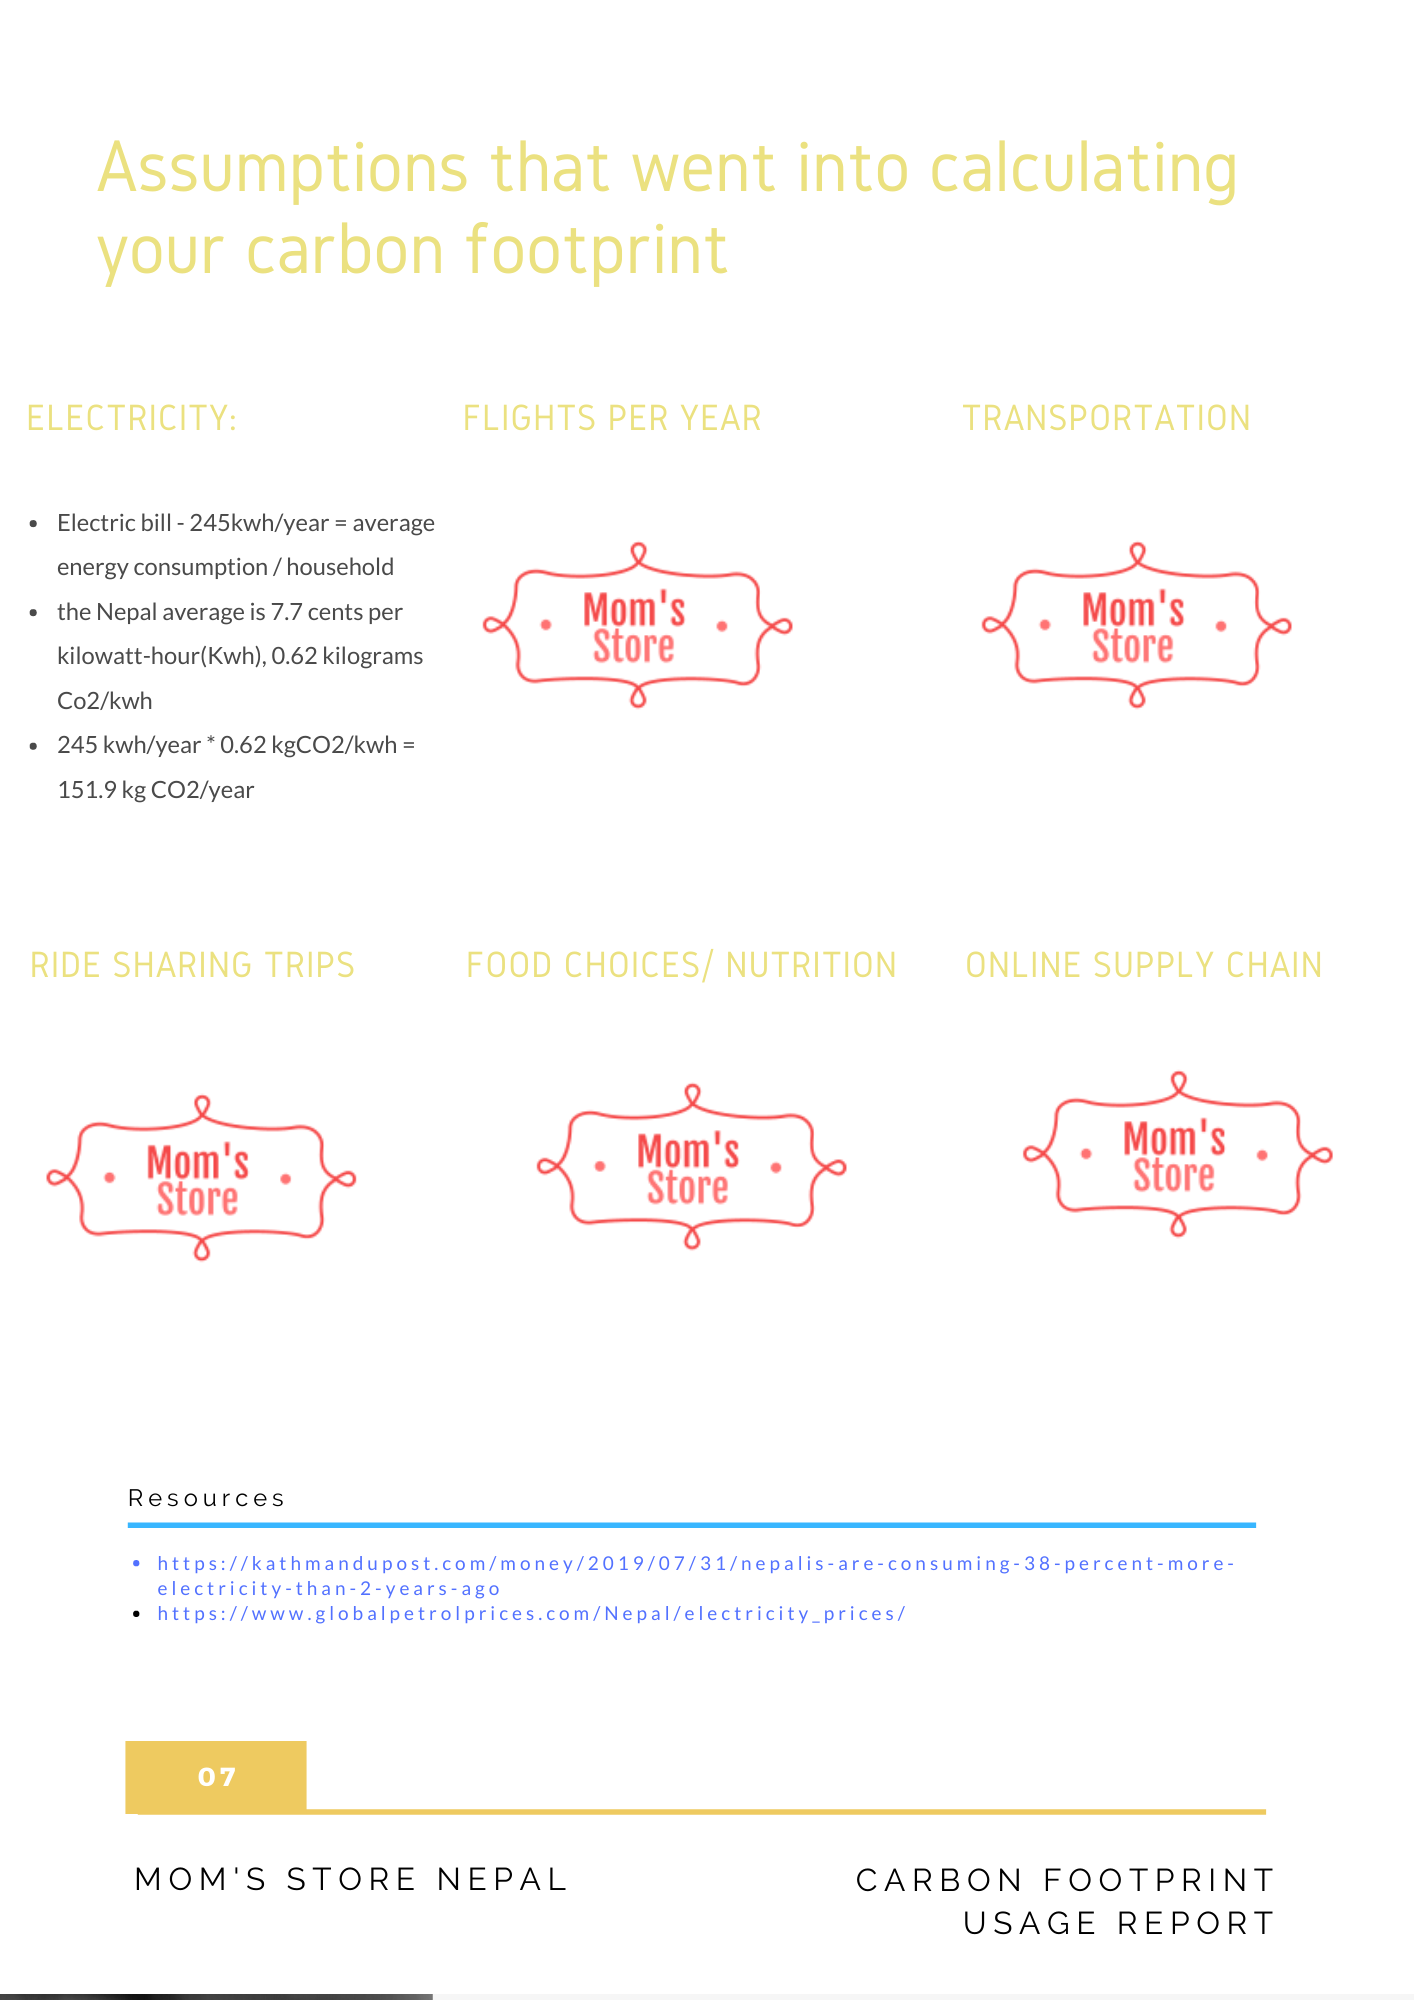 Assumptions that went into calculating
your carbon footprint
ELECTRICITY:
• Electric bill - 245kwh/year = average
energy consumption / household
• the Nepal average is 7.7 cents per
kilowatt-hour(Kwh), 0.62 kilograms
Co2/kwh
• 245 kwh/year * 0.62 kgCO2/kwh =
151.9 kg CO2/year
FLIGHTS PER YEAR
Mom's
Store
TRANSPORTATION
Mom's
Store
RIDE SHARING TRIPS
Mom's
Store
FOOD CHOICES/ NUTRITION
Mom's
Store
ONLINE SUPPLY CHAIN
Mom's
Store
Resources
• https://kathmandupost.com/money/2019/07/31/nepalis-are-consuming-38-percent-more-
electricity-than-2-years-ago
• https://www.globalpetrolprices.com/Nepal/electricity_prices/
07
MOM'S STORE NEPAL
CARBON FOOTPRINT
USAGE REPORT